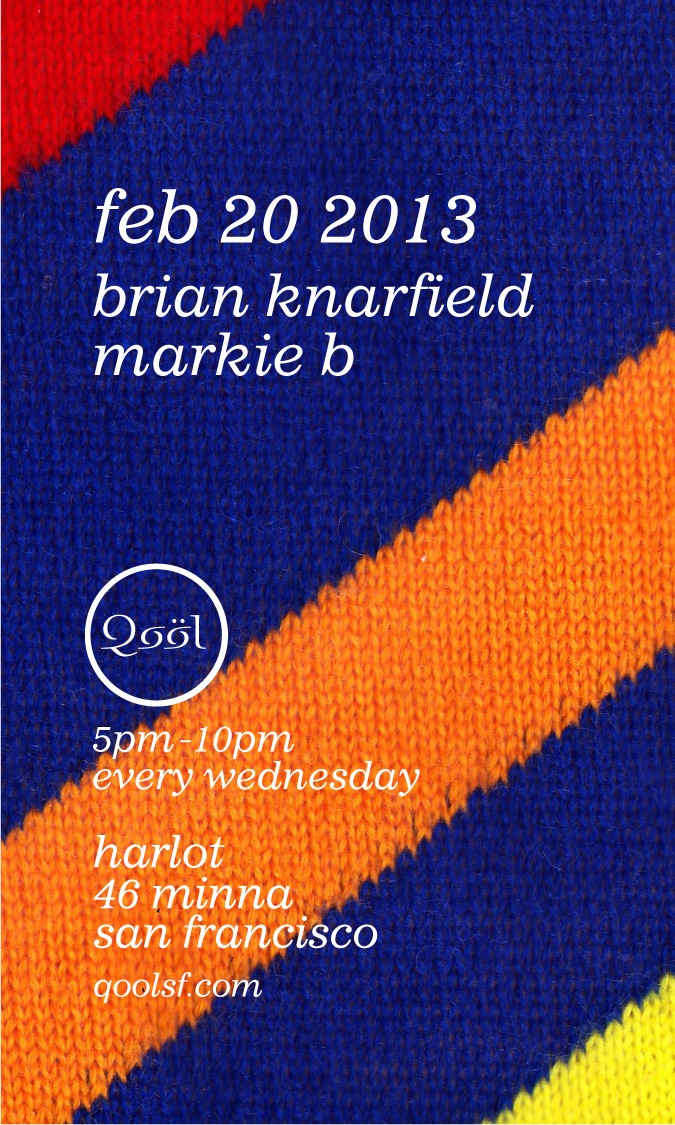 feb 20 2013
brian knarfield
markie b
Qoöl
5pm-10pm
every wednesday
harlot
46 minna
san francisco
qoolsf.com